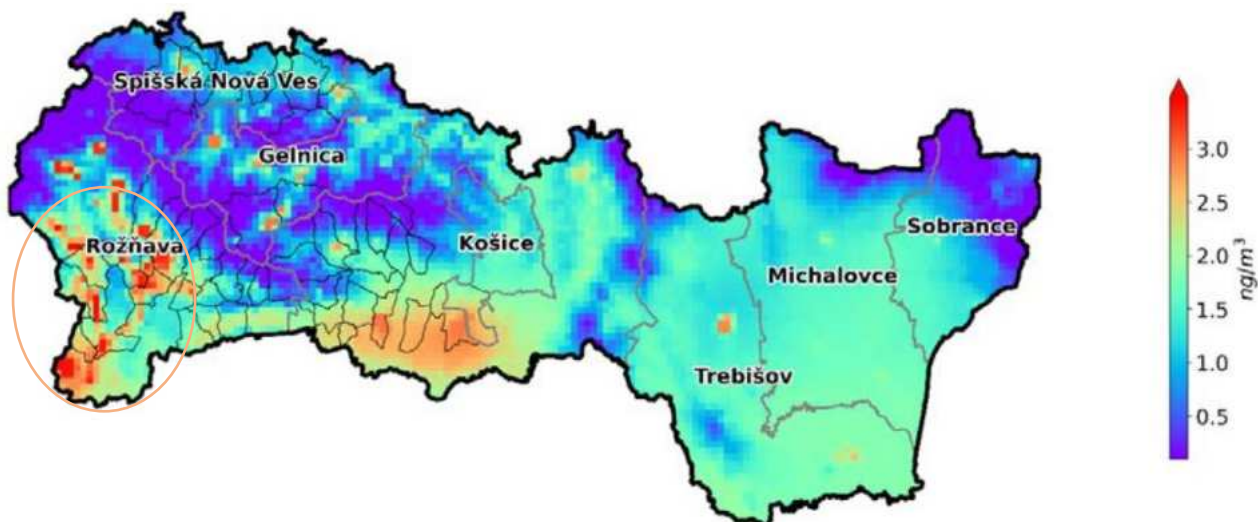 Spišská Nová Ves
Gelnica
Rožňava
Košice
Sobrance
Michalovce
Trebišov
3.0
2.5
2.0
1.5
1.0
0.5
ng/m³